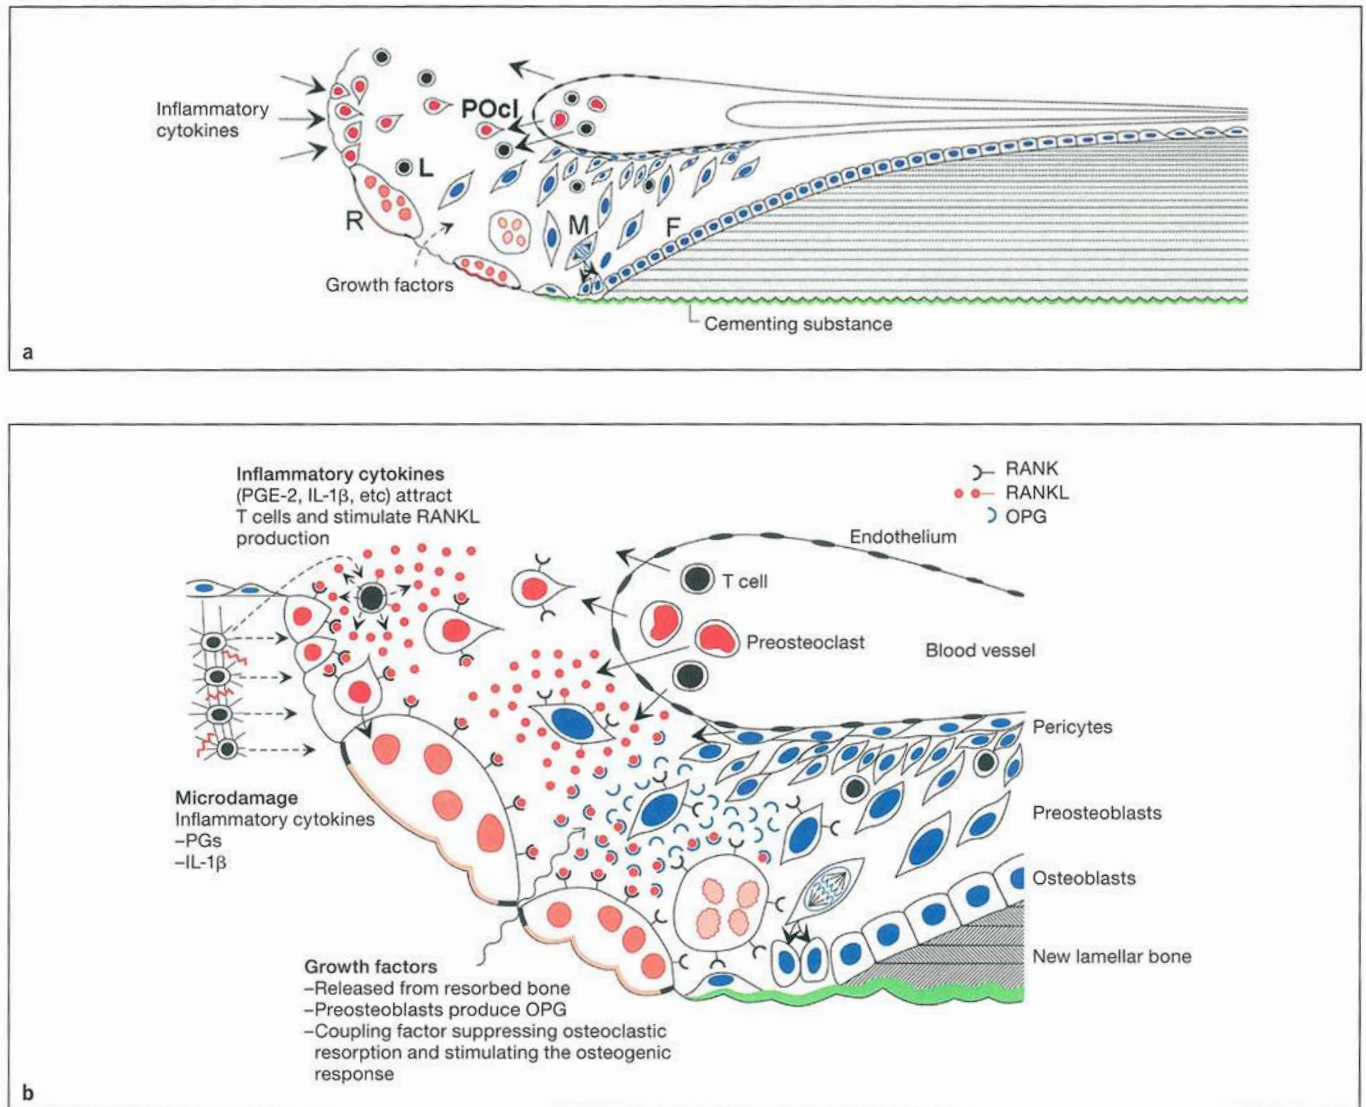 Inflammatory
cytokines
POcl
L
R
M
F
Growth factors
Cementing substance
a
Inflammatory cytokines
(PGE-2, IL-1β, etc) attract
T cells and stimulate RANKL
production
RANK
RANKL
OPG
Endothelium
T cell
Preosteoclast
Blood vessel
Pericytes
Microdamage
Inflammatory cytokines
–PGs
–IL-1β
Preosteoblasts
Osteoblasts
New lamellar bone
Growth factors
–Released from resorbed bone
–Preosteoblasts produce OPG
–Coupling factor suppressing osteoclastic
resorption and stimulating the osteogenic
response
b